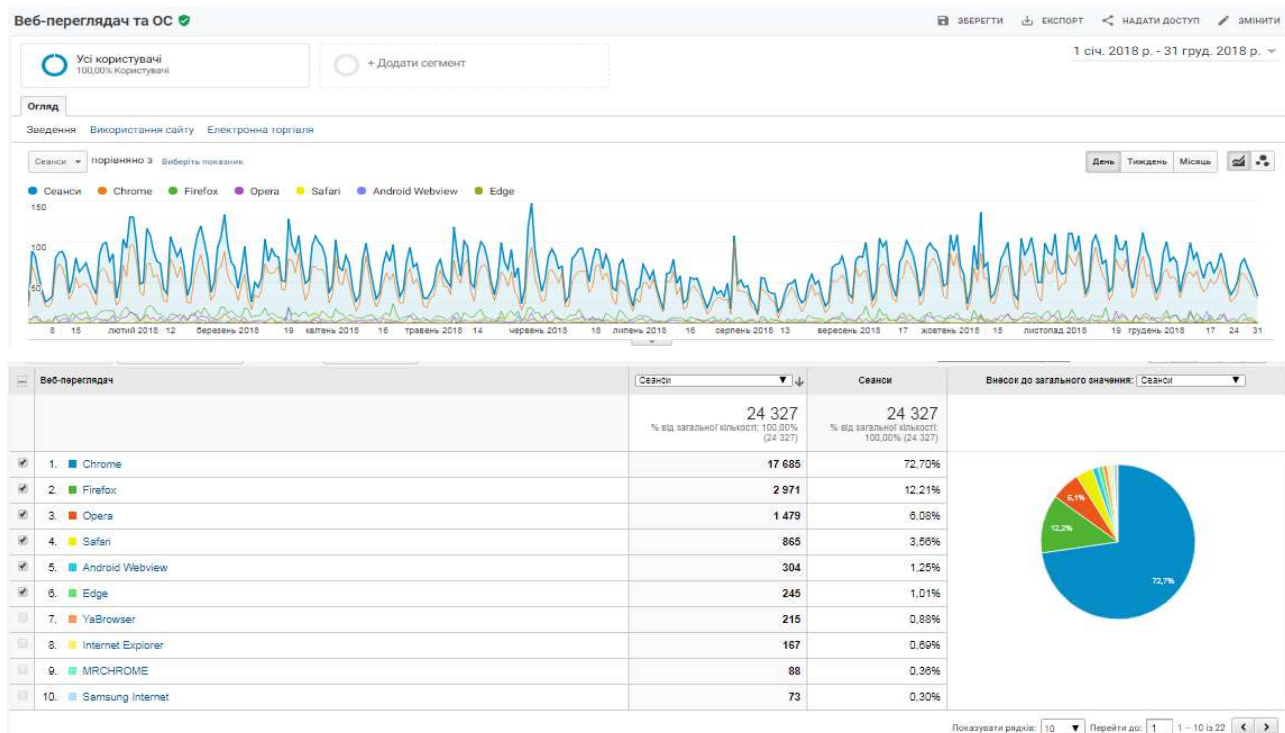 Веб-переглядач та ОС
ЗБЕРЕГТИ ЕКСПОРТ НАДАТИ ДОСТУП ЗМІНИТИ
Усі користувачі
100,00% Користувачі
+ Додати сегмент
1 січ. 2018 р. - 31 груд. 2018 р.
Огляд
Зведення Використання сайту Електронна торгівля
Сеанси порівняно з Виберіть показник
День Тиждень Місяць
Сеанси Chrome Firefox Opera Safari Android Webview Edge
150
100
50
8 15 лютий 2018 12 березень 2018 19 квітень 2018 16 травень 2018 14 червень 2018 18 липень 2018 16 серпень 2018 13 вересень 2018 17 жовтень 2018 15 листопад 2018 19 грудень 2018 17 24 31
Веб-переглядач Сеанси Сеанси Внесок до загального значення: Сеанси
24 327 24 327
% від загальної кількості: 100,00% % від загальної кількості:
(24 327) 100,00% (24 327)
1. Chrome 17 685 72,70%
2. Firefox 2 971 12,21%
3. Opera 1 479 6,08%
4. Safari 865 3,56%
5. Android Webview 304 1,25%
6. Edge 245 1,01%
7. YaBrowser 215 0,88%
8. Internet Explorer 167 0,69%
9. MRCHROME 88 0,36%
10. Samsung Internet 73 0,30%
6,1%
12,2%
72,7%
Показувати рядків: 10 Перейти до: 1 1 – 10 із 22